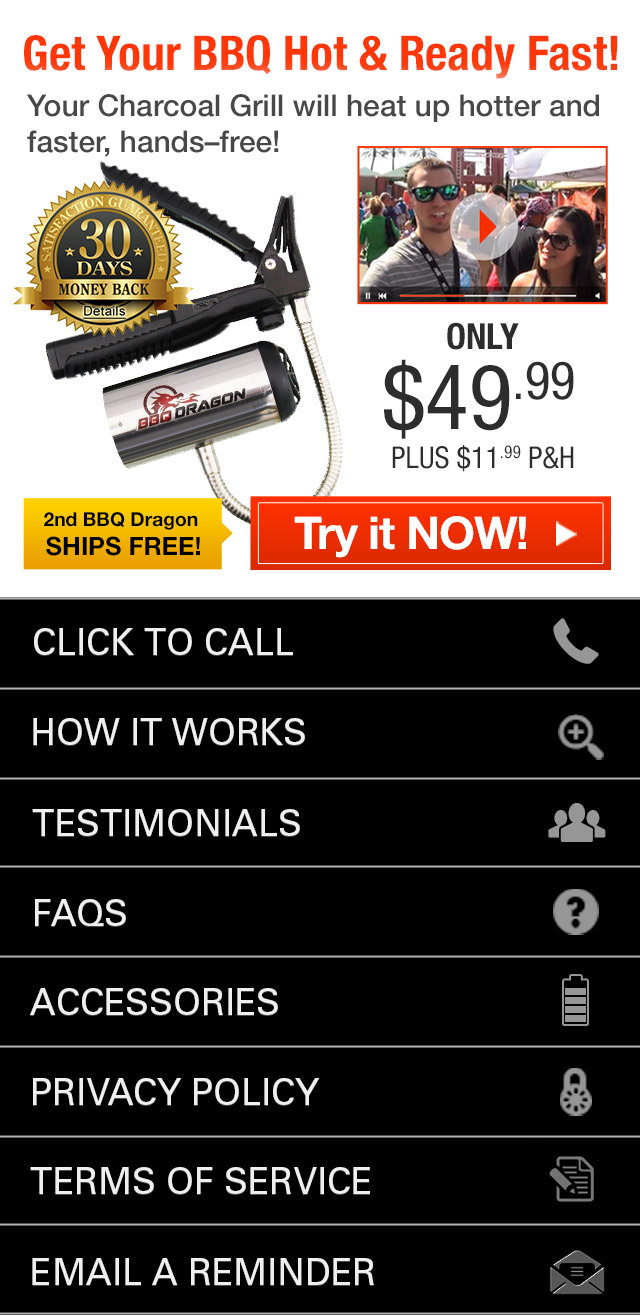 Get Your BBQ Hot & Ready Fast!
Your Charcoal Grill will heat up hotter and
faster, hands–free!
SATISFACTION GUARANTEED
30
DAYS
MONEY BACK
Details
BBQ DRAGON
ONLY
$49.99
PLUS $11.99 P&H
2nd BBQ Dragon
SHIPS FREE!
Try it NOW!
CLICK TO CALL
HOW IT WORKS
TESTIMONIALS
FAQS
ACCESSORIES
PRIVACY POLICY
TERMS OF SERVICE
EMAIL A REMINDER